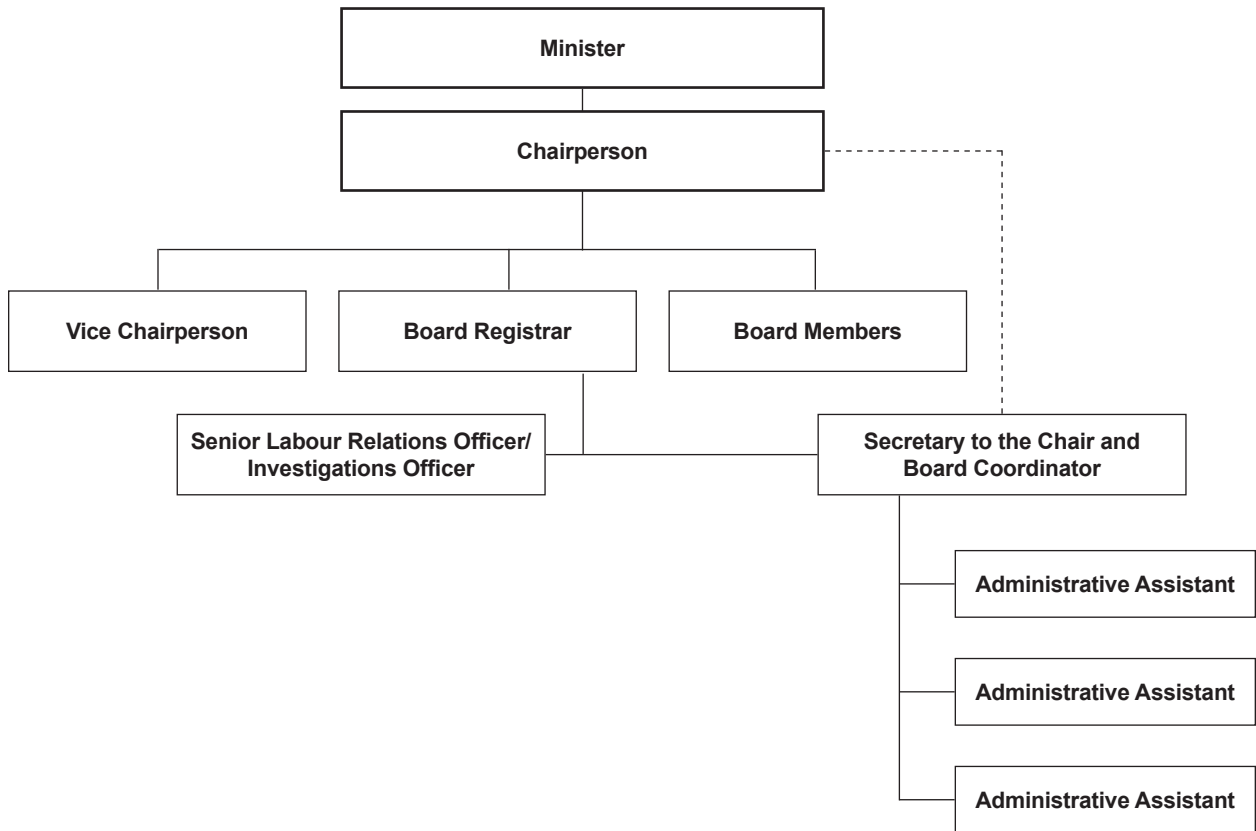 Minister
Chairperson
Vice Chairperson
Board Registrar
Board Members
Senior Labour Relations Officer/
Investigations Officer
Secretary to the Chair and
Board Coordinator
Administrative Assistant
Administrative Assistant
Administrative Assistant